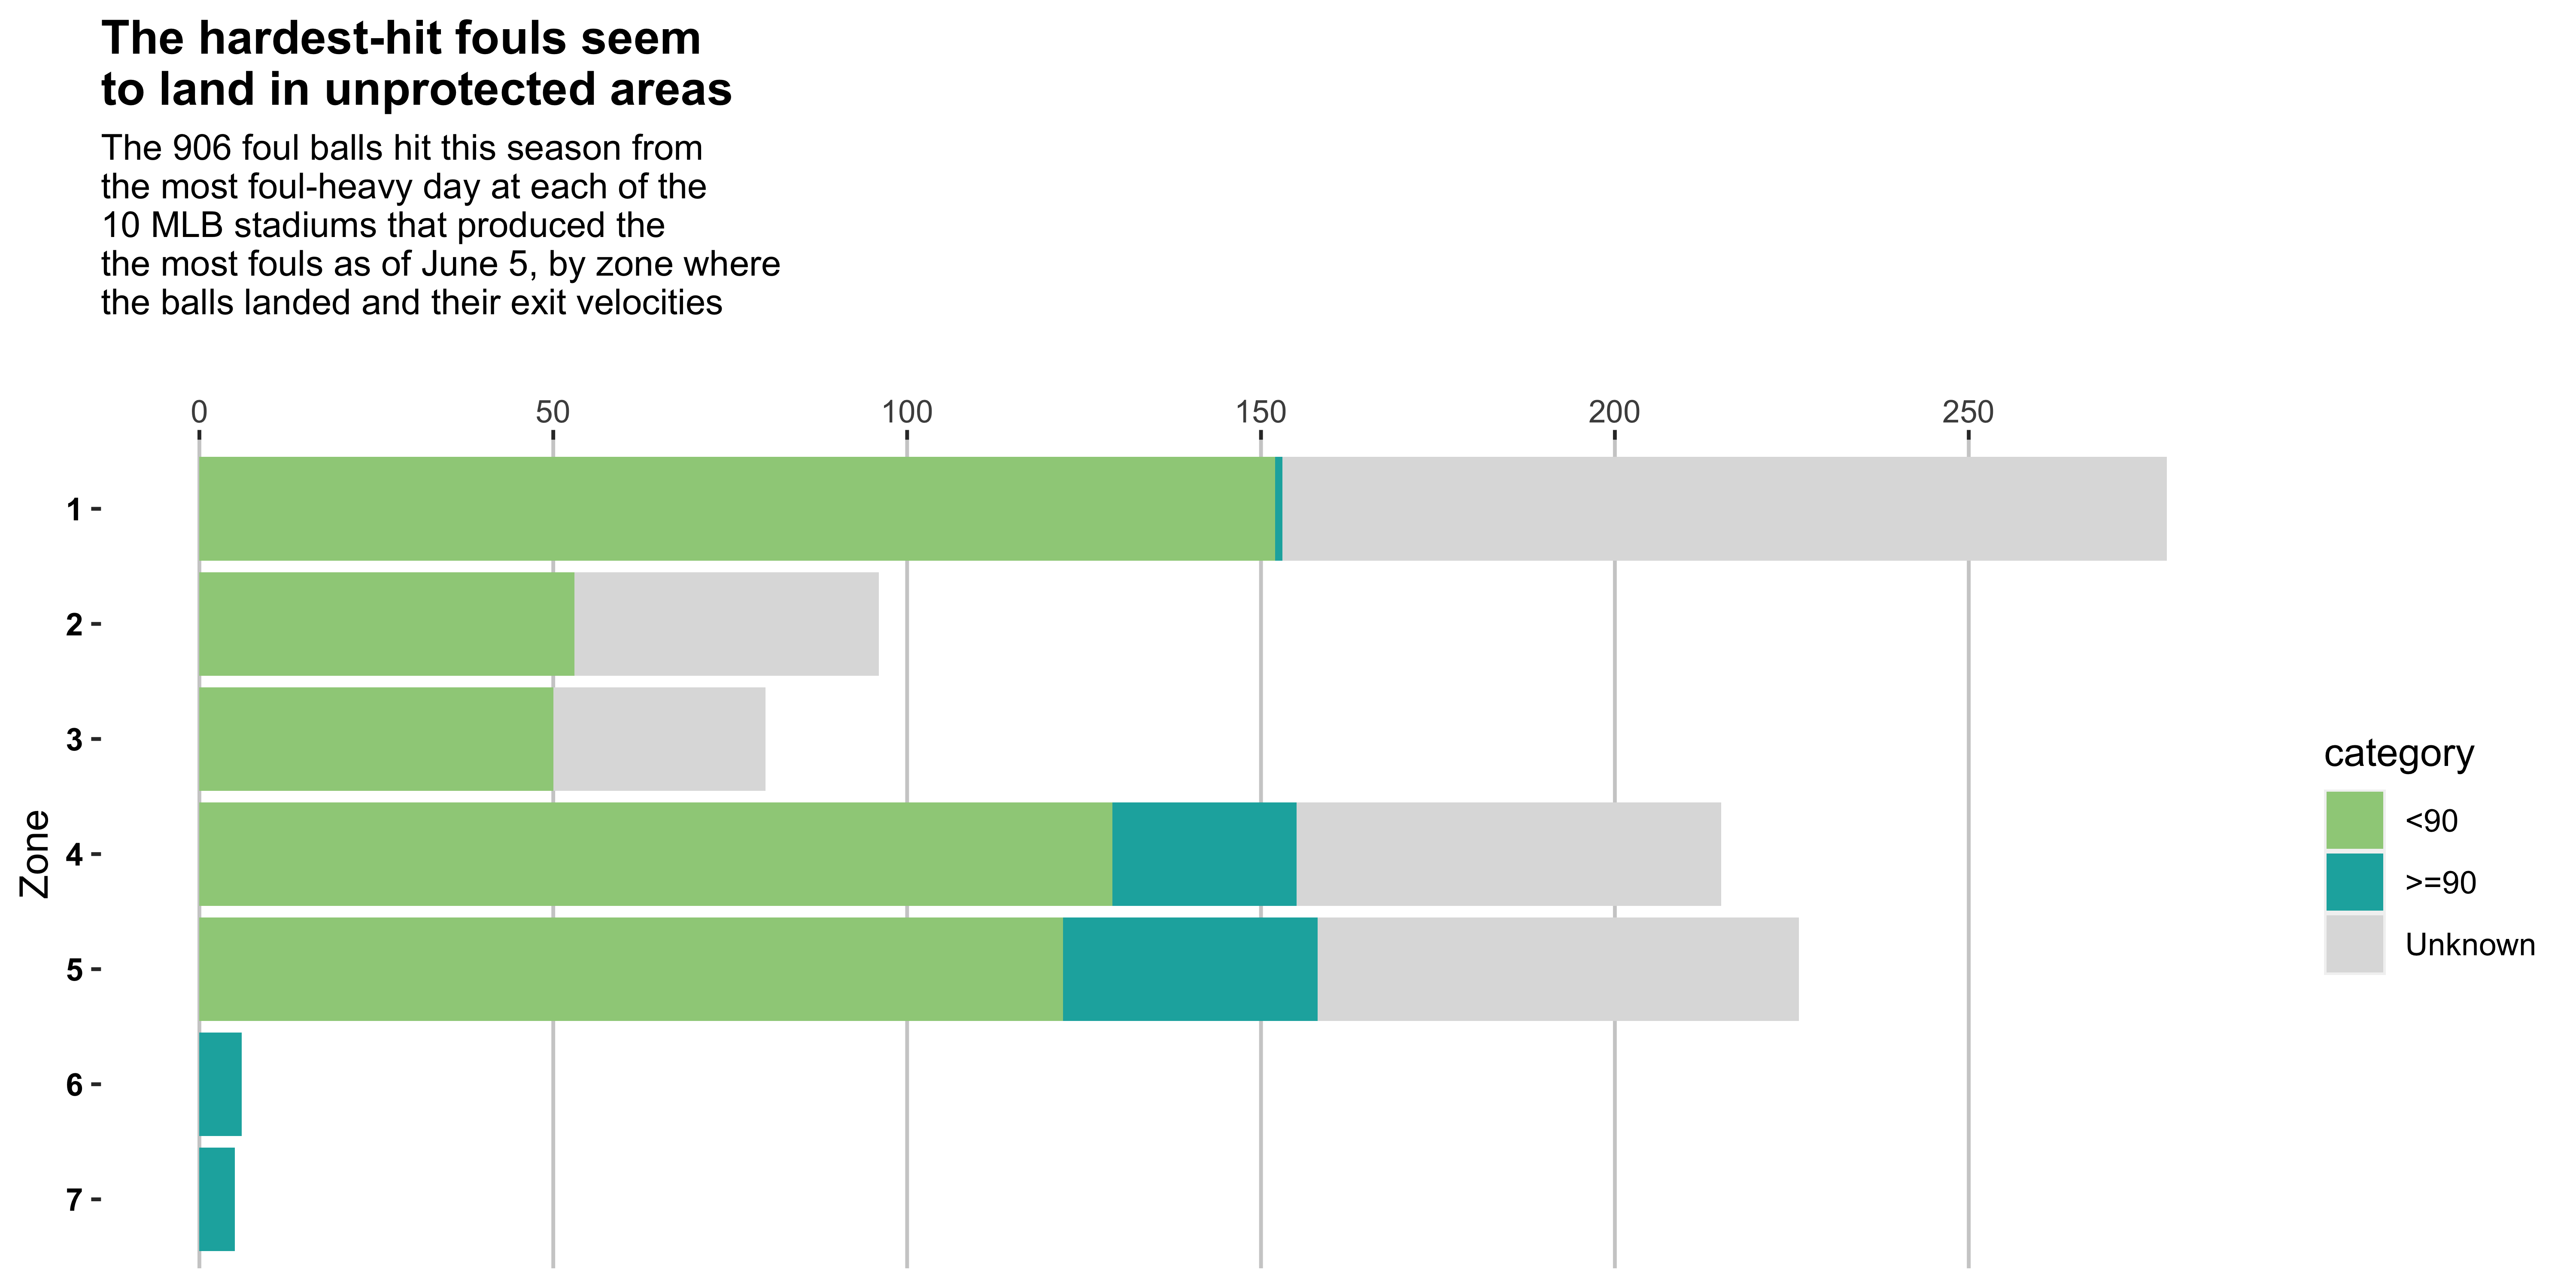 The hardest-hit fouls seem
to land in unprotected areas
The 906 foul balls hit this season from
the most foul-heavy day at each of the
10 MLB stadiums that produced the
the most fouls as of June 5, by zone where
the balls landed and their exit velocities
0 50 100 150 200 250
1
2
3
4
5
6
7
Zone
category
<90
>=90
Unknown